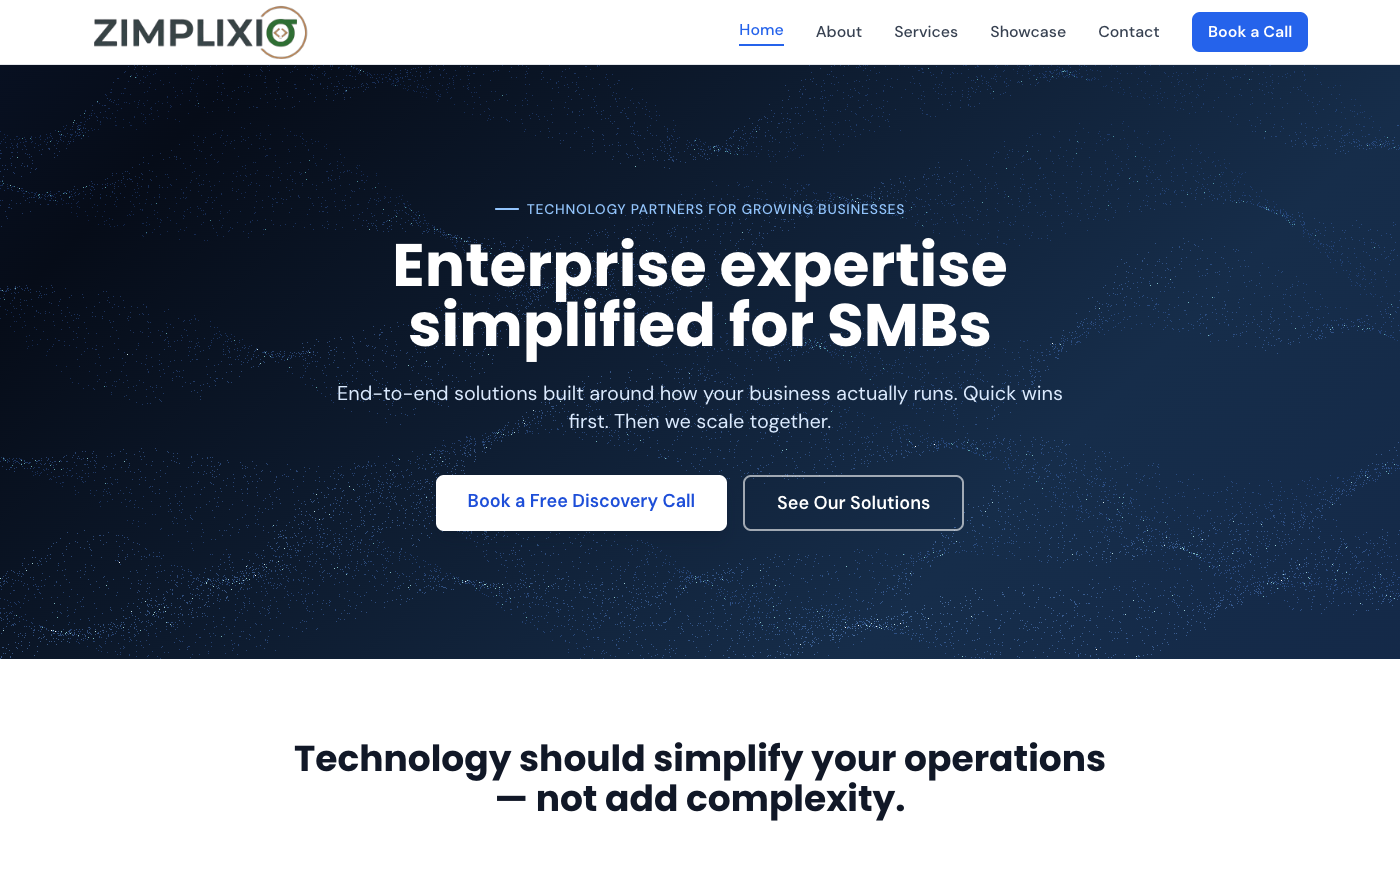 ZIMPLIXIO
Home
About
Services
Showcase
Contact
Book a Call
TECHNOLOGY PARTNERS FOR GROWING BUSINESSES
Enterprise expertise
simplified for SMBs
End-to-end solutions built around how your business actually runs. Quick wins
first. Then we scale together.
Book a Free Discovery Call
See Our Solutions
Technology should simplify your operations
— not add complexity.